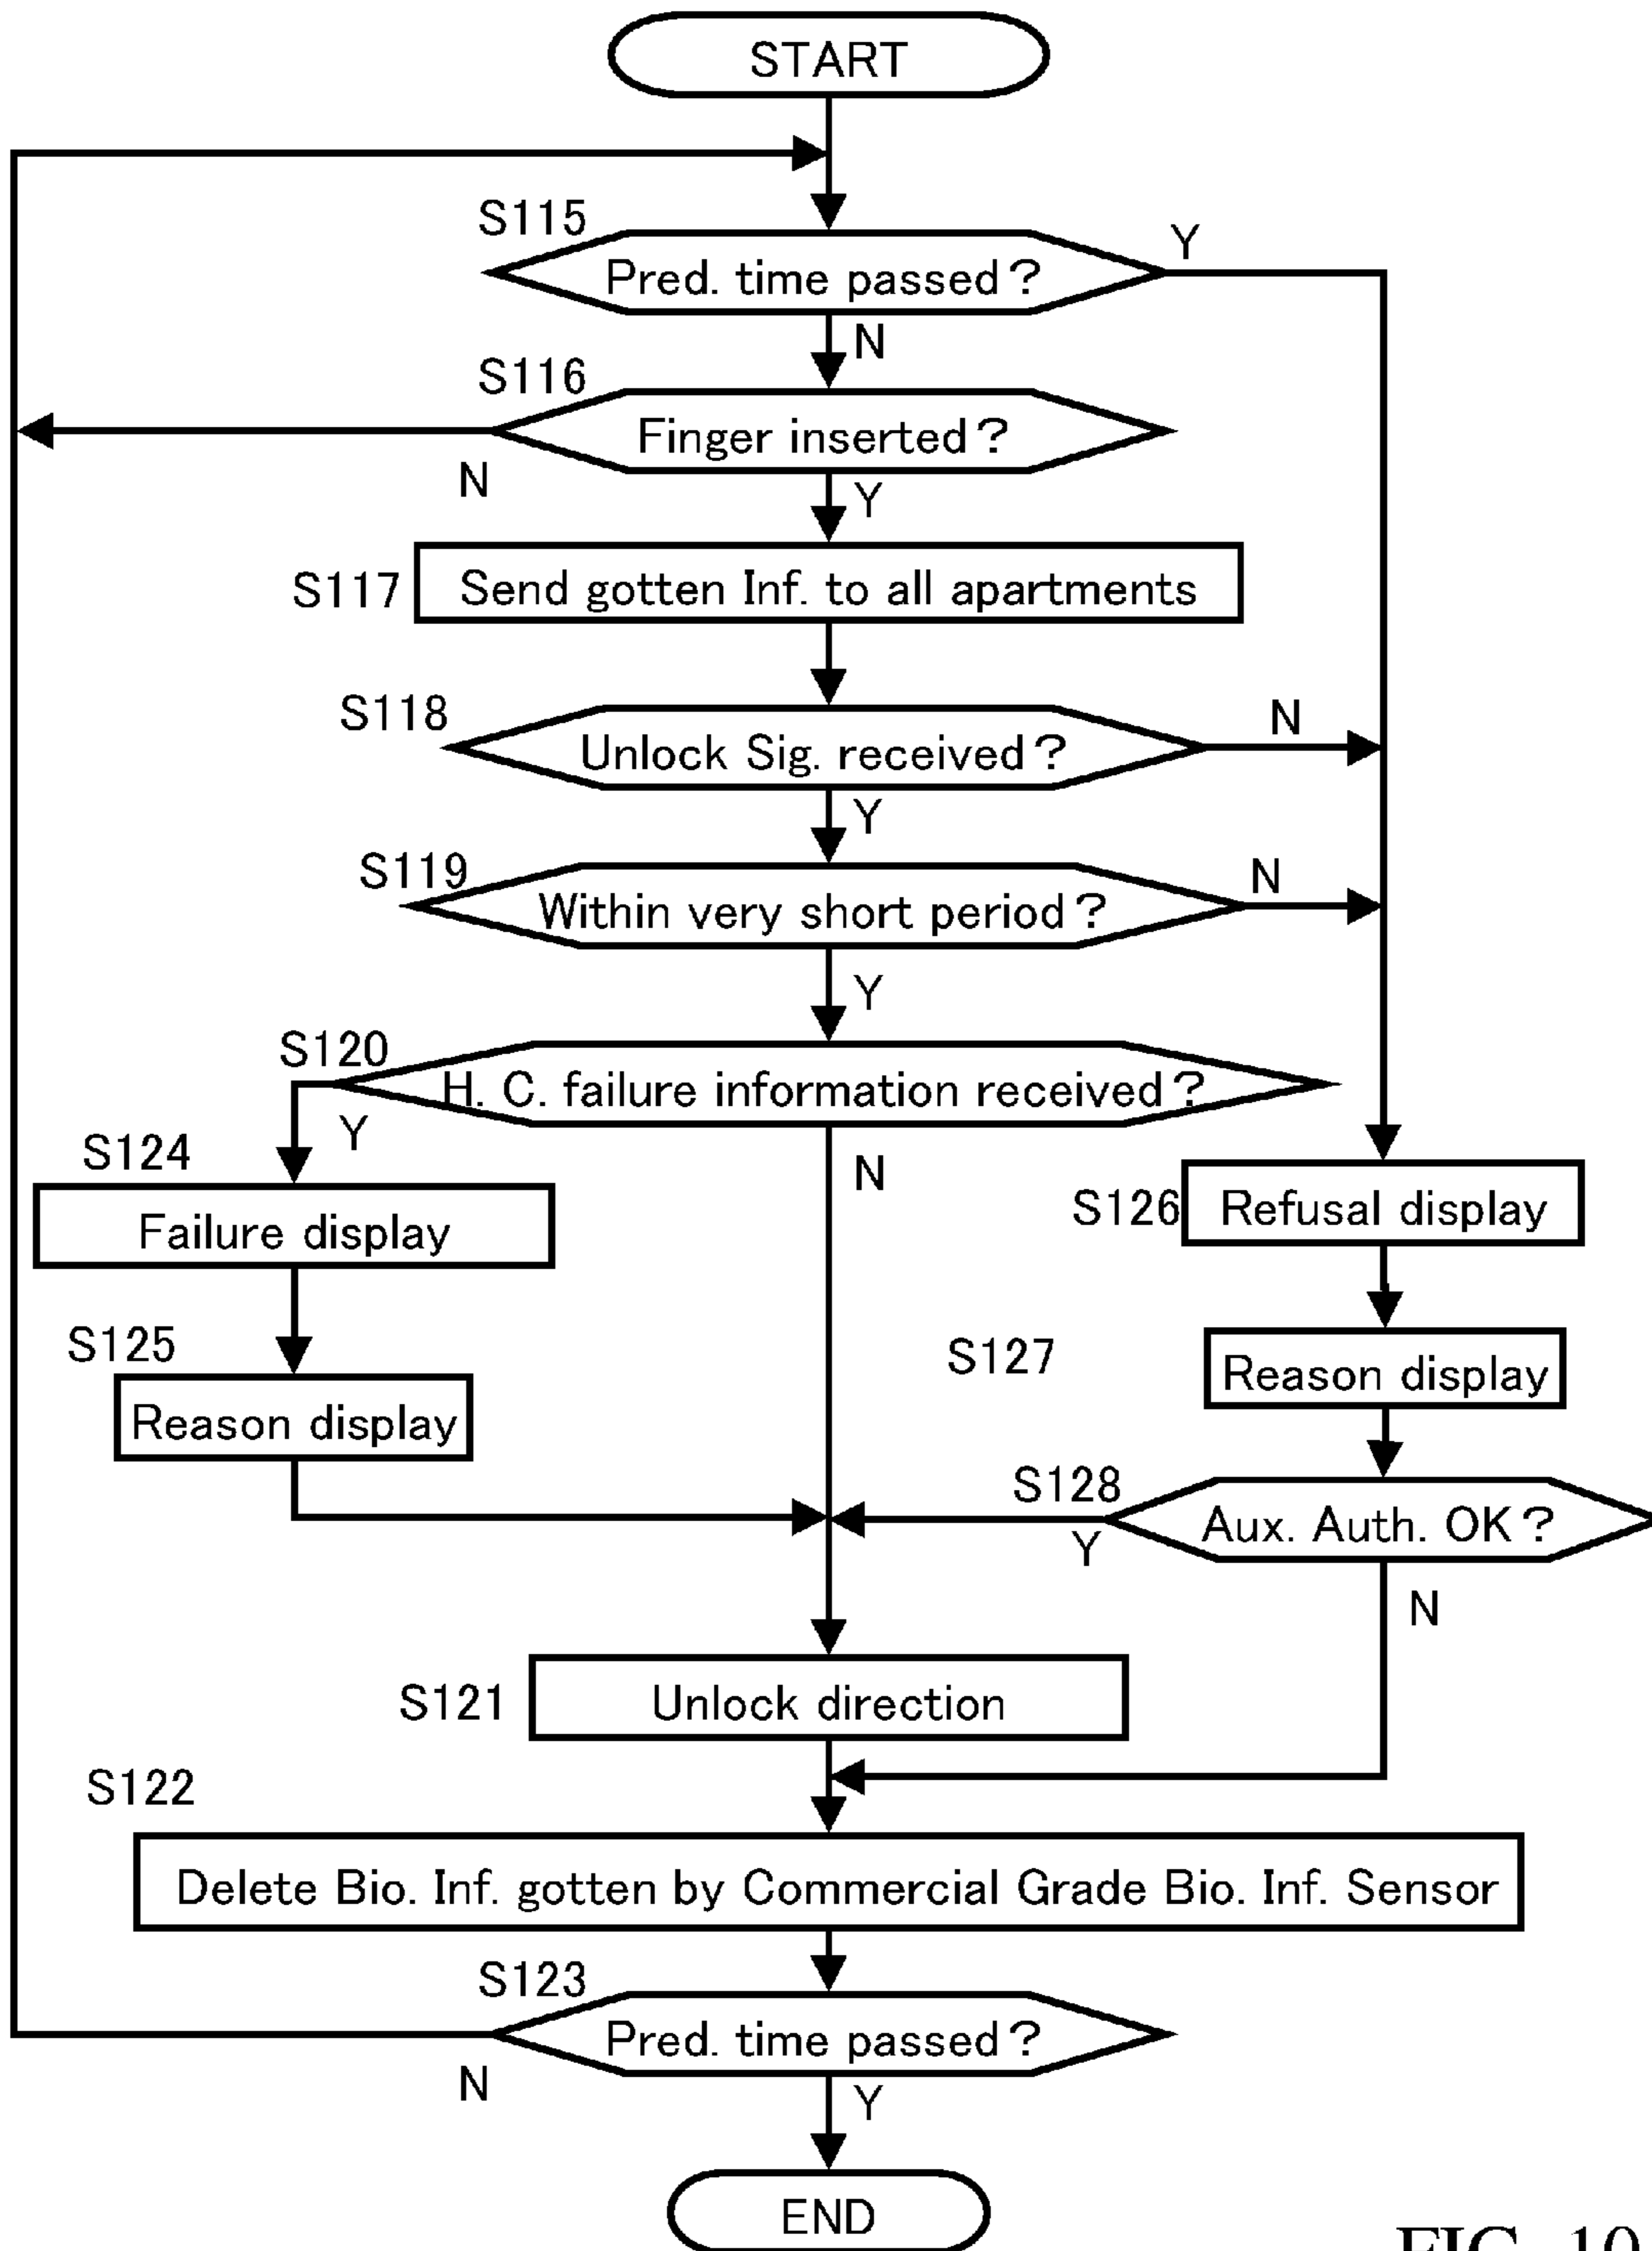 START
S115
Y
Pred. time passed?
N
S116
Finger inserted?
N
Y
S117
Send gotten Inf. to all apartments
S118
N
Unlock Sig. received?
Y
S119
N
Within very short period?
Y
S120
H. C. failure information received?
Y
N
S124
Failure display
S126
Refusal display
S125
Reason display
S127
Reason display
S128
Aux. Auth. OK?
Y
N
S121
Unlock direction
S122
Delete Bio. Inf. gotten by Commercial Grade Bio. Inf. Sensor
S123
Pred. time passed?
N
Y
END
FIG. 10